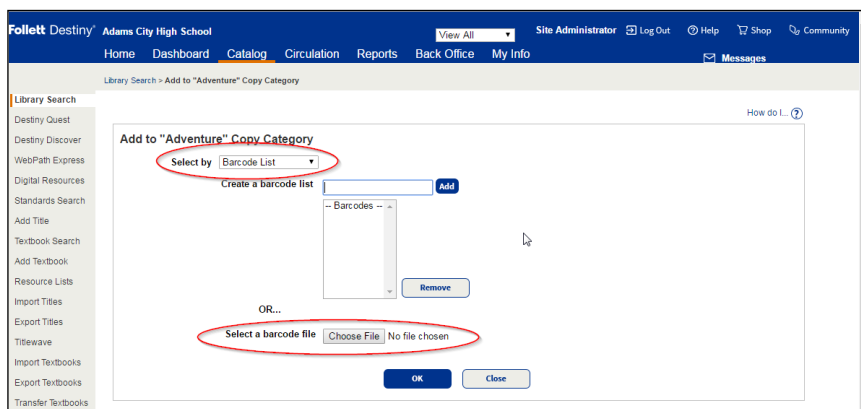 Follett Destiny® Adams City High School View All Site Administrator Log Out ? Help Shop Community
Home Dashboard Catalog Circulation Reports Back Office My Info Messages
Library Search > Add to "Adventure" Copy Category
Library Search
Destiny Quest
Destiny Discover
WebPath Express
Digital Resources
Standards Search
Add Title
Textbook Search
Add Textbook
Resource Lists
Import Titles
Export Titles
Titlewave
Import Textbooks
Export Textbooks
Transfer Textbooks
How do I... ?
Add to "Adventure" Copy Category
Select by Barcode List
Create a barcode list Add
-- Barcodes --
Remove
OR...
Select a barcode file Choose File No file chosen
OK Close